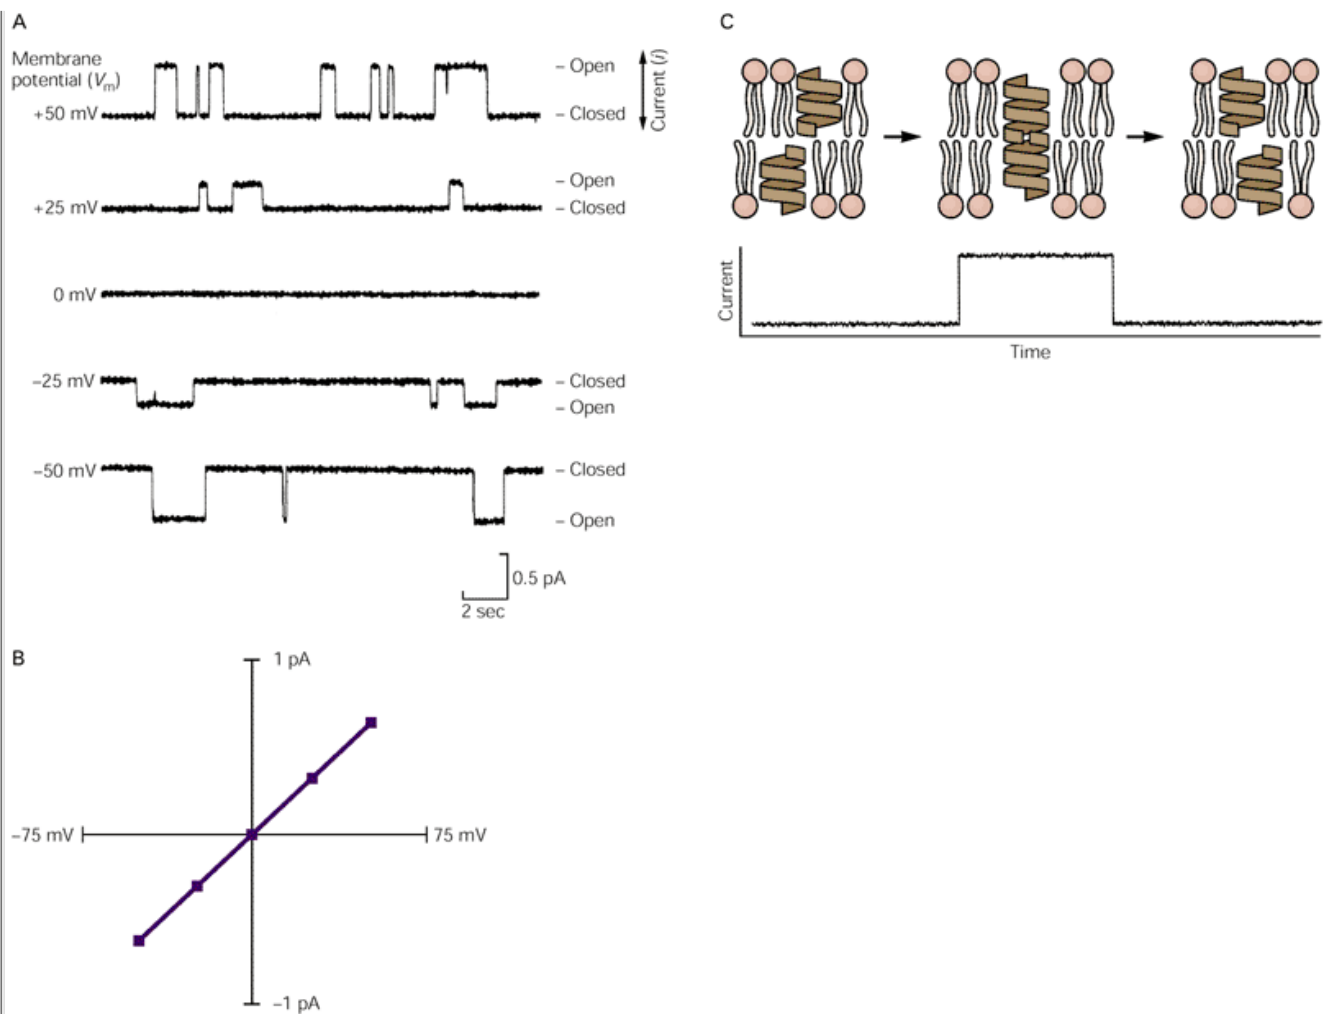 A
Membrane
potential (Vm)
+50 mV
– Open
– Closed
Current (i)
+25 mV
– Open
– Closed
0 mV
–25 mV
– Closed
– Open
–50 mV
– Closed
– Open
0.5 pA
2 sec
B
1 pA
–75 mV
75 mV
–1 pA
C
Current
Time